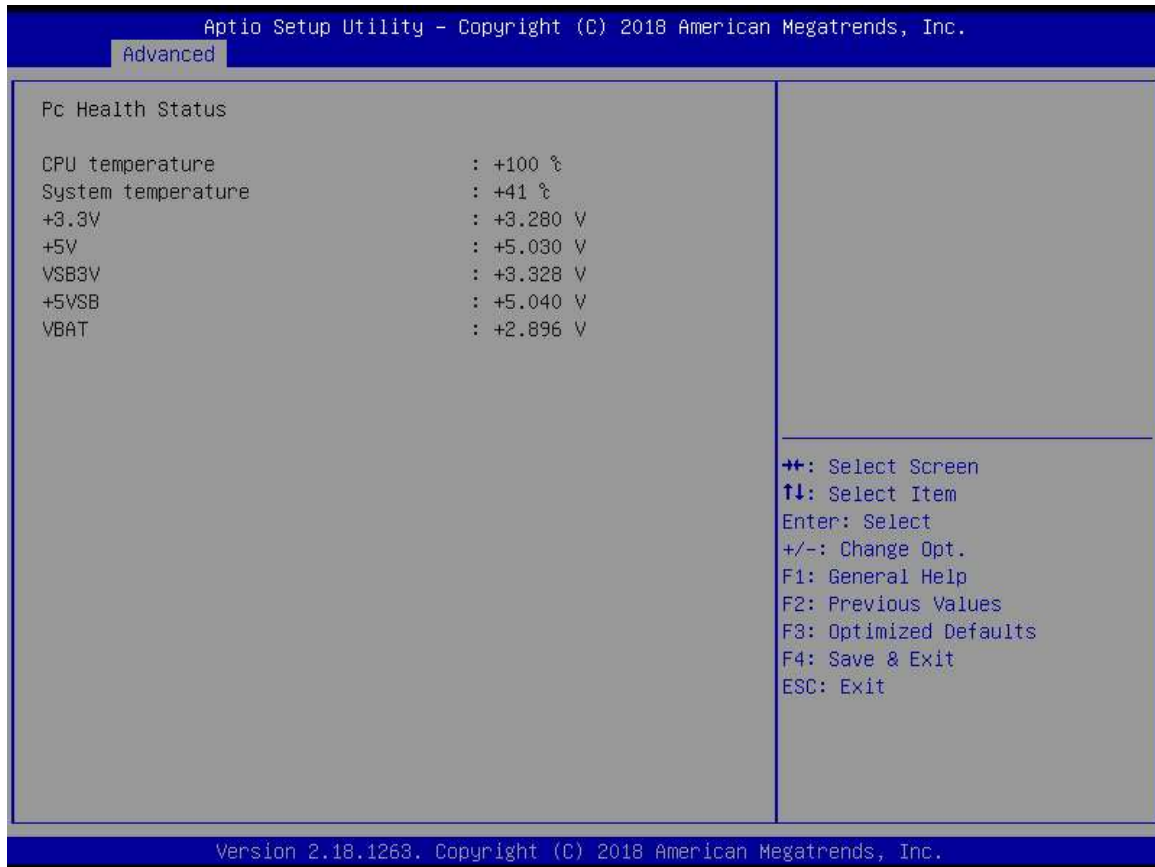 Aptio Setup Utility – Copyright (C) 2018 American Megatrends, Inc.
Advanced
Pc Health Status
CPU temperature : +100 ℃
System temperature : +41 ℃
+3.3V : +3.280 V
+5V : +5.030 V
VSB3V : +3.328 V
+5VSB : +5.040 V
VBAT : +2.896 V
→←: Select Screen
↑↓: Select Item
Enter: Select
+/-: Change Opt.
F1: General Help
F2: Previous Values
F3: Optimized Defaults
F4: Save & Exit
ESC: Exit
Version 2.18.1263. Copyright (C) 2018 American Megatrends, Inc.